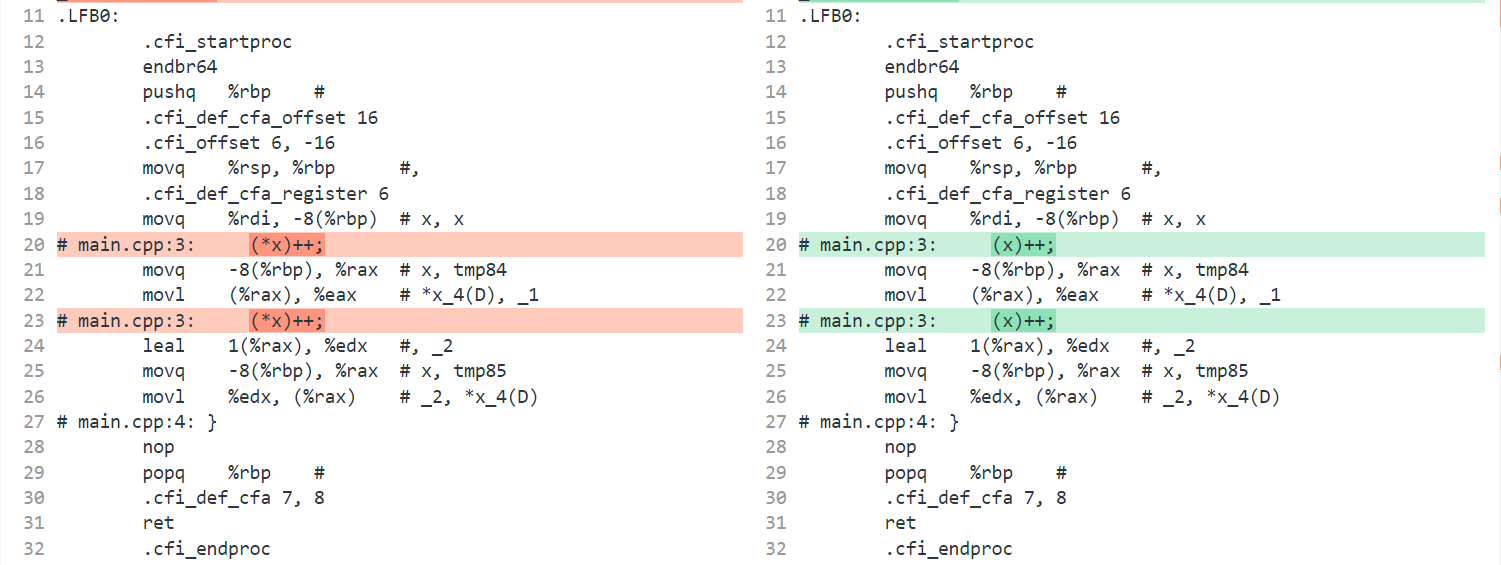 11 .LFB0:
12 .cfi_startproc
13 endbr64
14 pushq %rbp #
15 .cfi_def_cfa_offset 16
16 .cfi_offset 6, -16
17 movq %rsp, %rbp #,
18 .cfi_def_cfa_register 6
19 movq %rdi, -8(%rbp) # x, x
20 # main.cpp:3: (*x)++;
21 movq -8(%rbp), %rax # x, tmp84
22 movl (%rax), %eax # *x_4(D), _1
23 # main.cpp:3: (*x)++;
24 leal 1(%rax), %edx #, _2
25 movq -8(%rbp), %rax # x, tmp85
26 movl %edx, (%rax) # _2, *x_4(D)
27 # main.cpp:4: }
28 nop
29 popq %rbp #
30 .cfi_def_cfa 7, 8
31 ret
32 .cfi_endproc
11 .LFB0:
12 .cfi_startproc
13 endbr64
14 pushq %rbp #
15 .cfi_def_cfa_offset 16
16 .cfi_offset 6, -16
17 movq %rsp, %rbp #,
18 .cfi_def_cfa_register 6
19 movq %rdi, -8(%rbp) # x, x
20 # main.cpp:3: (x)++;
21 movq -8(%rbp), %rax # x, tmp84
22 movl (%rax), %eax # *x_4(D), _1
23 # main.cpp:3: (x)++;
24 leal 1(%rax), %edx #, _2
25 movq -8(%rbp), %rax # x, tmp85
26 movl %edx, (%rax) # _2, *x_4(D)
27 # main.cpp:4: }
28 nop
29 popq %rbp #
30 .cfi_def_cfa 7, 8
31 ret
32 .cfi_endproc